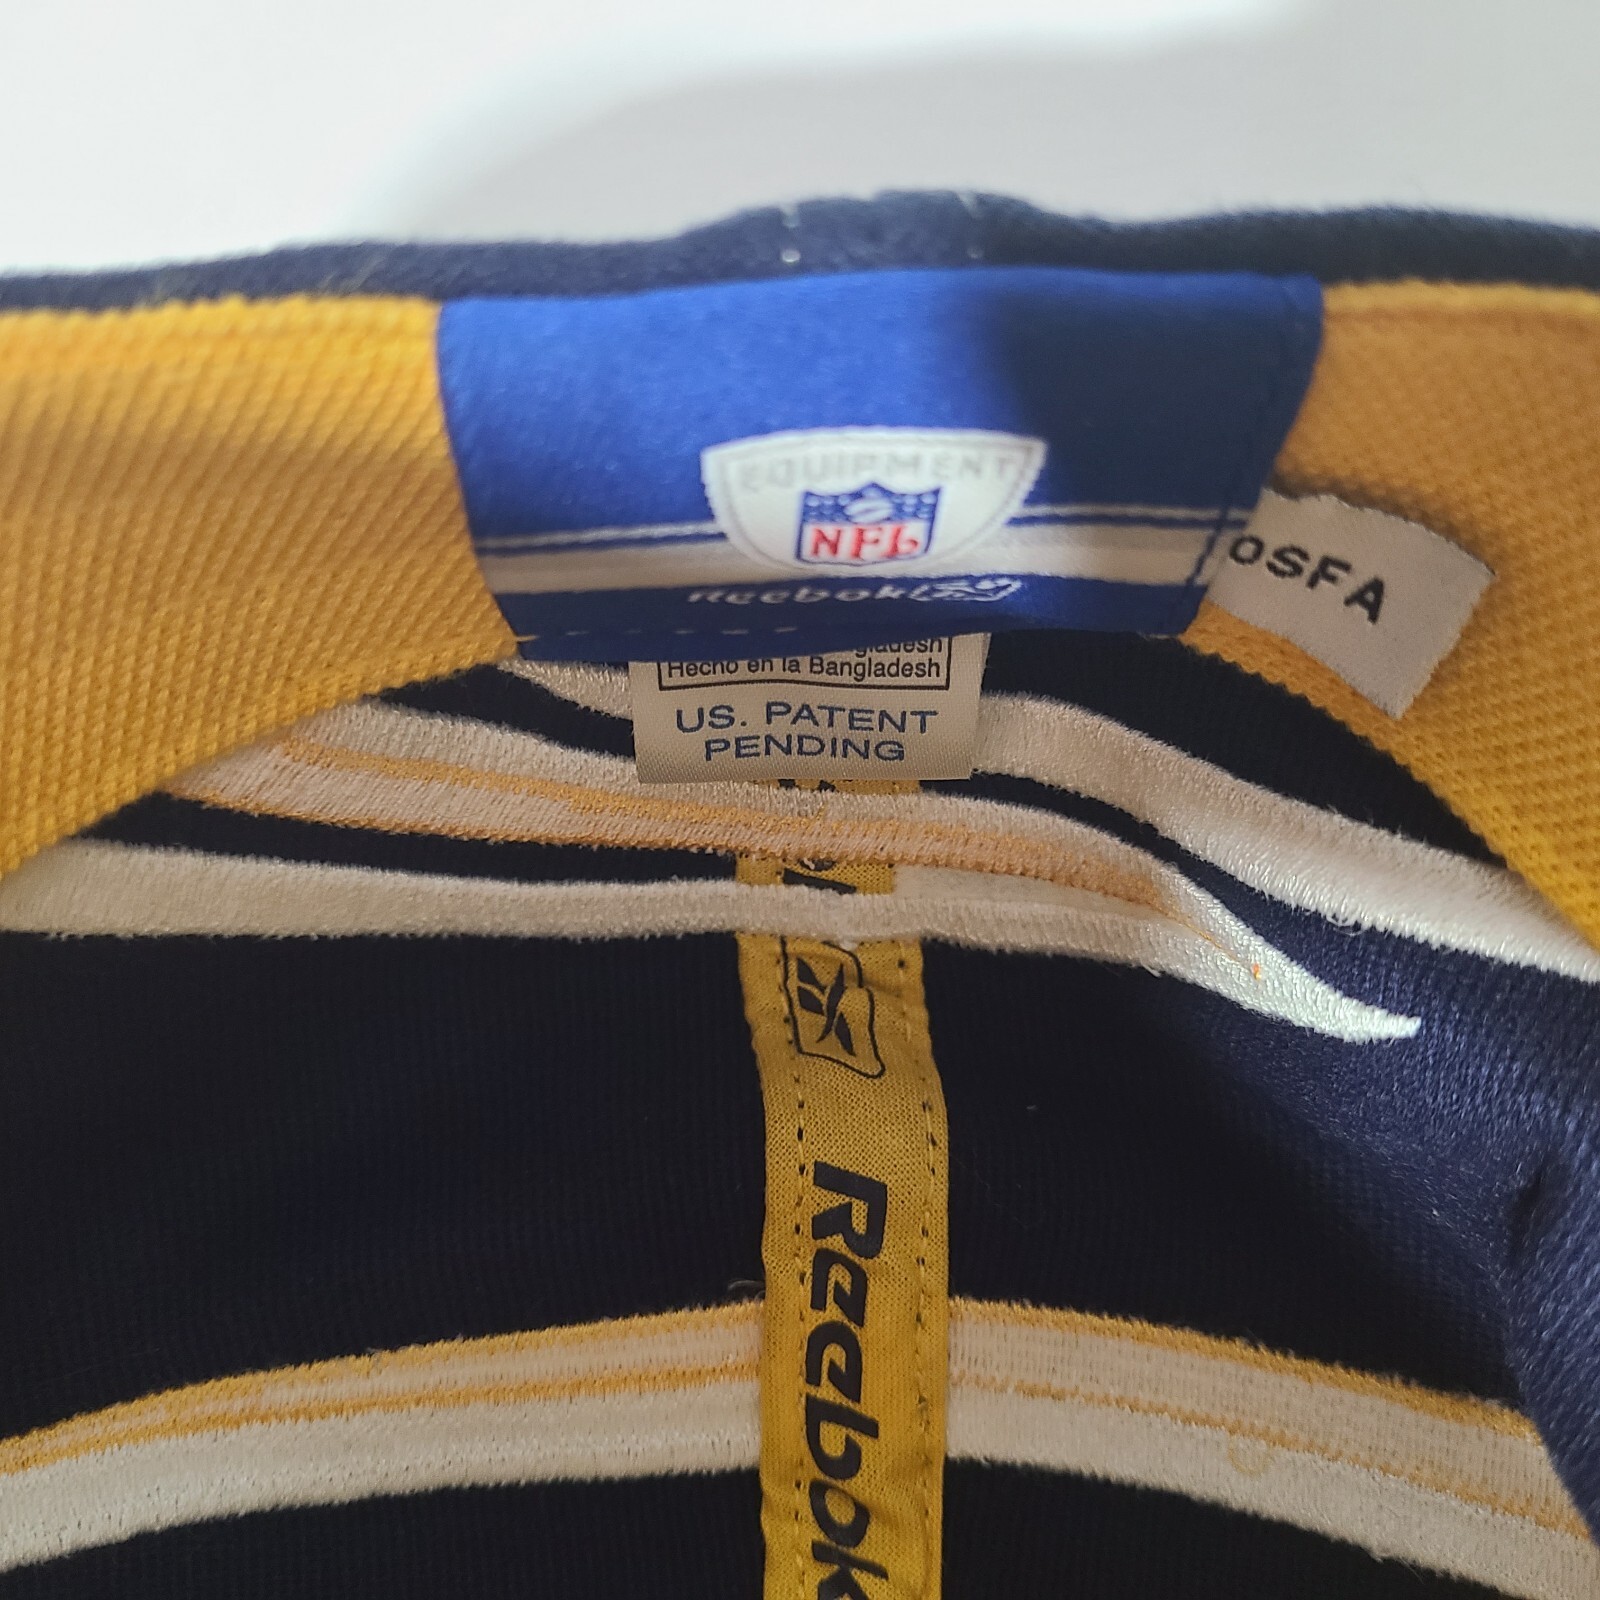 EQUIPMENT
NFL
Reebok
OSFA
Hecho en la Bangladesh
US. PATENT
PENDING
Reebok